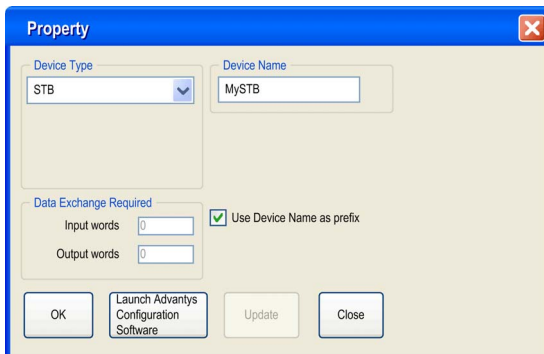 Property
Device Type
STB
Device Name
MySTB
Data Exchange Required
Input words 0
Output words 0
Use Device Name as prefix
OK
Launch Advantys
Configuration
Software
Update
Close